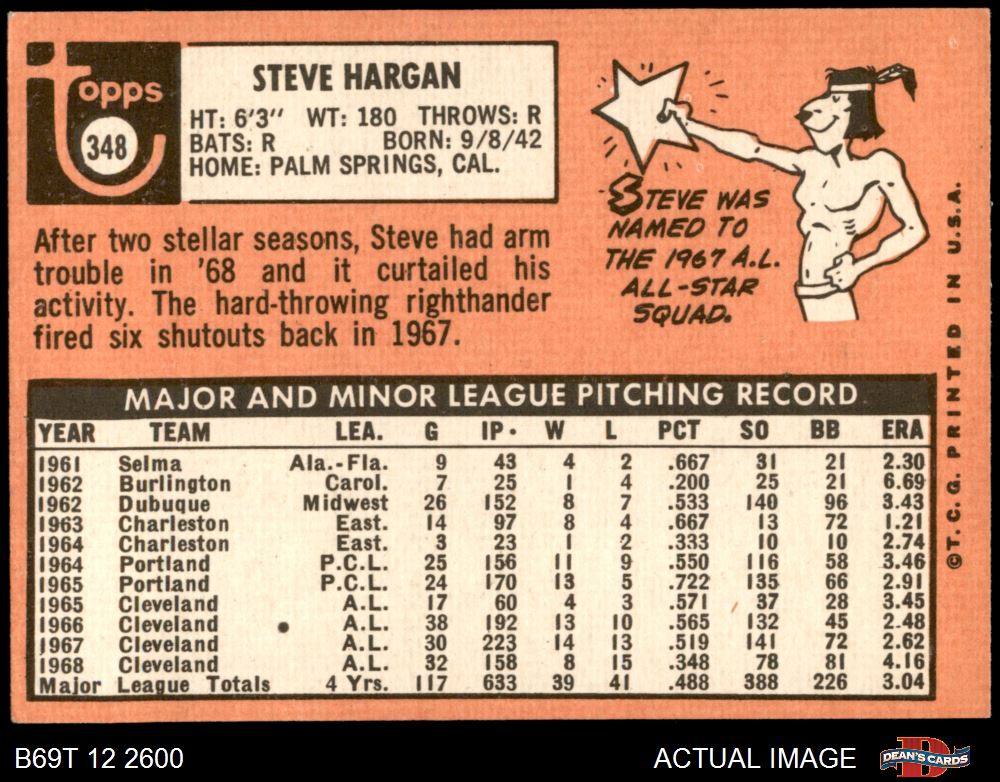 Topps
348
STEVE HARGAN
HT: 6'3" WT: 180 THROWS: R
BATS: R BORN: 9/8/42
HOME: PALM SPRINGS, CAL.
After two stellar seasons, Steve had arm
trouble in '68 and it curtailed his
activity. The hard-throwing righthander
fired six shutouts back in 1967.
STEVE WAS
NAMED TO
THE 1967 A.L.
ALL-STAR
SQUAD.
MAJOR AND MINOR LEAGUE PITCHING RECORD
YEAR TEAM LEA. G IP. W L PCT SO BB ERA
1961 Selma Ala.-Fla. 9 43 4 2 .667 31 21 2.30
1962 Burlington Carol. 7 25 1 4 .200 25 21 6.69
1962 Dubuque Midwest 26 152 8 7 .533 140 96 3.43
1963 Charleston East. 14 97 8 4 .667 13 72 1.21
1964 Charleston East. 3 23 1 2 .333 10 10 2.74
1964 Portland P.C.L. 25 156 11 9 .550 116 58 3.46
1965 Portland P.C.L. 24 170 13 5 .722 135 66 2.91
1965 Cleveland A.L. 17 60 4 3 .571 37 28 3.45
1966 Cleveland A.L. 38 192 13 10 .565 132 45 2.48
1967 Cleveland A.L. 30 223 14 13 .519 141 72 2.62
1968 Cleveland A.L. 32 158 8 15 .348 78 81 4.16
Major League Totals 4 Yrs. 117 633 39 41 .488 388 226 3.04
©T.C.G. PRINTED IN U.S.A.
B69T 12 2600 ACTUAL IMAGE
DEAN'S CARDS